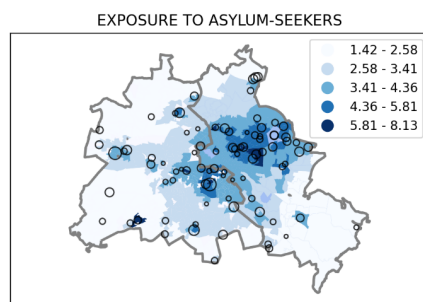 EXPOSURE TO ASYLUM-SEEKERS
1.42 - 2.58
2.58 - 3.41
3.41 - 4.36
4.36 - 5.81
5.81 - 8.13